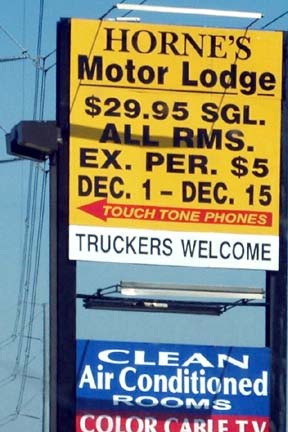 HORNE'S
Motor Lodge
$29.95 SGL.
ALL RMS.
EX. PER. $5
DEC. 1 – DEC. 15
TOUCH TONE PHONES
TRUCKERS WELCOME
CLEAN
Air Conditioned
ROOMS
COLOR CABLE T.V